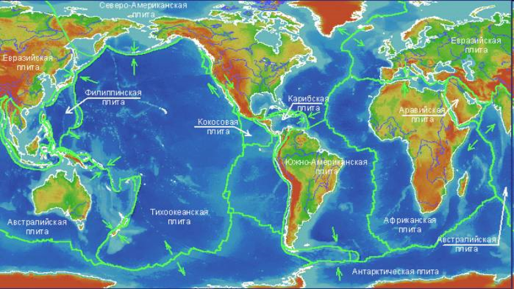 Северо-Американская
плита
Евразийская
плита
Евразийская
плита
Филиппинская
плита
Карибская
плита
Аравийская
плита
Кокосовая
плита
Южно-Американская
плита
Тихоокеанская
плита
Австралийская
плита
Африканская
плита
Австралийская
плита
Антарктическая плита